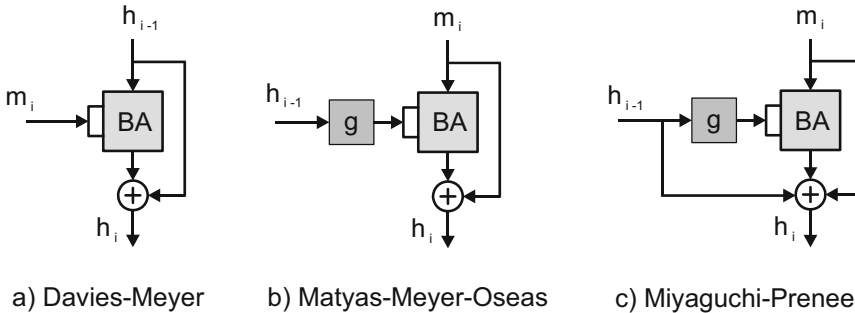 h i-1
m i
BA
h i
a) Davies-Meyer
m i
h i-1
g
BA
h i
b) Matyas-Meyer-Oseas
m i
h i-1
g
BA
h i
c) Miyaguchi-Prenee